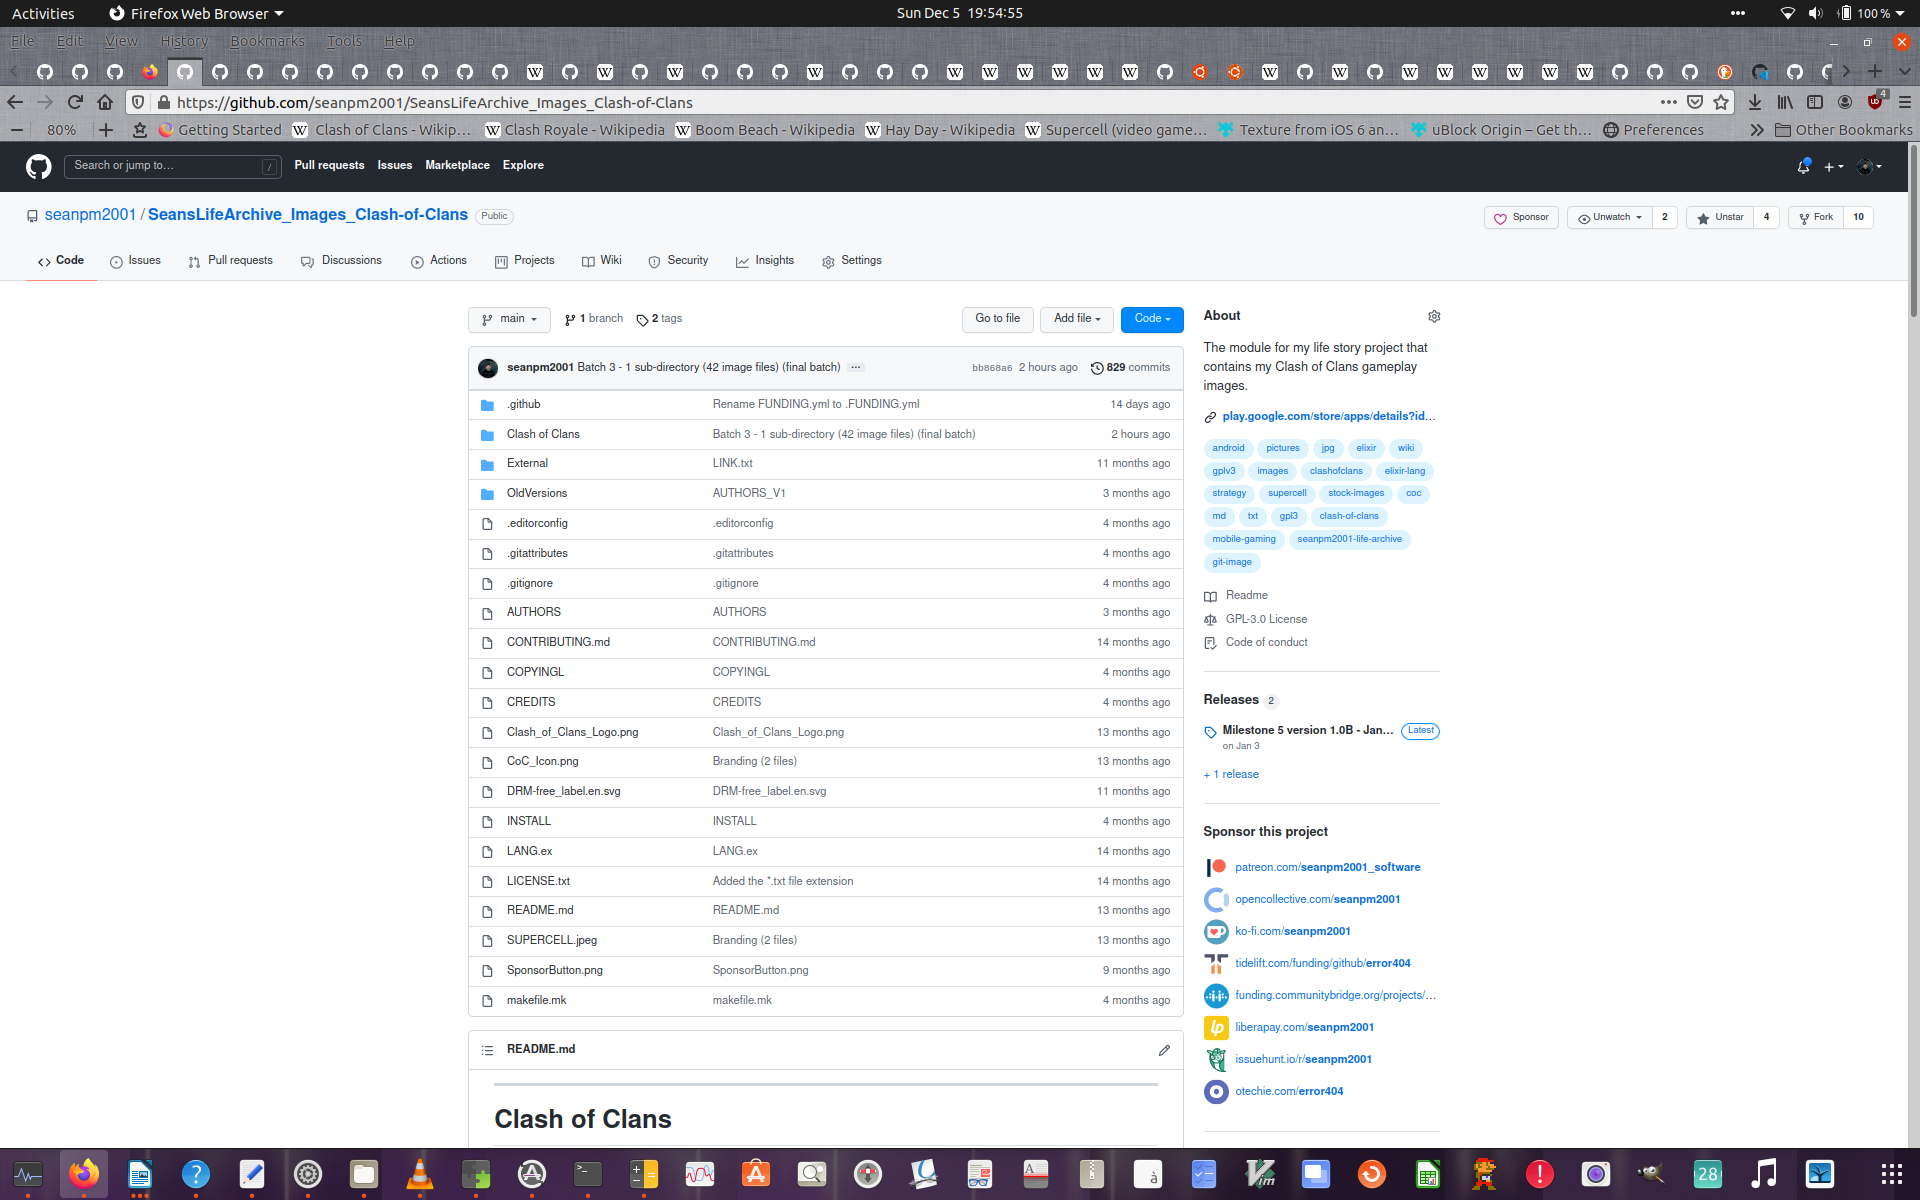 Activities Firefox Web Browser Sun Dec 5 19:54:55 100 %
File Edit View History Bookmarks Tools Help
https://github.com/seanpm2001/SeansLifeArchive_Images_Clash-of-Clans 4
80% Getting Started Clash of Clans - Wikip… Clash Royale - Wikipedia Boom Beach - Wikipedia Hay Day - Wikipedia Supercell (video game… Texture from iOS 6 an… uBlock Origin – Get th… Preferences Other Bookmarks
Search or jump to… / Pull requests Issues Marketplace Explore
seanpm2001 / SeansLifeArchive_Images_Clash-of-Clans Public Sponsor Unwatch 2 Unstar 4 Fork 10
Code Issues Pull requests Discussions Actions Projects Wiki Security Insights Settings
main 1 branch 2 tags Go to file Add file Code
seanpm2001 Batch 3 - 1 sub-directory (42 image files) (final batch) ... bb868a6 2 hours ago 829 commits
.github Rename FUNDING.yml to .FUNDING.yml 14 days ago
Clash of Clans Batch 3 - 1 sub-directory (42 image files) (final batch) 2 hours ago
External LINK.txt 11 months ago
OldVersions AUTHORS_V1 3 months ago
.editorconfig .editorconfig 4 months ago
.gitattributes .gitattributes 4 months ago
.gitignore .gitignore 4 months ago
AUTHORS AUTHORS 3 months ago
CONTRIBUTING.md CONTRIBUTING.md 14 months ago
COPYINGL COPYINGL 4 months ago
CREDITS CREDITS 4 months ago
Clash_of_Clans_Logo.png Clash_of_Clans_Logo.png 13 months ago
CoC_Icon.png Branding (2 files) 13 months ago
DRM-free_label.en.svg DRM-free_label.en.svg 11 months ago
INSTALL INSTALL 4 months ago
LANG.ex LANG.ex 14 months ago
LICENSE.txt Added the *.txt file extension 14 months ago
README.md README.md 13 months ago
SUPERCELL.jpeg Branding (2 files) 13 months ago
SponsorButton.png SponsorButton.png 9 months ago
makefile.mk makefile.mk 4 months ago
README.md
Clash of Clans
About
The module for my life story project that
contains my Clash of Clans gameplay
images.
play.google.com/store/apps/details?id…
android pictures jpg elixir wiki
gplv3 images clashofclans elixir-lang
strategy supercell stock-images coc
md txt gpl3 clash-of-clans
mobile-gaming seanpm2001-life-archive
git-image
Readme
GPL-3.0 License
Code of conduct
Releases 2
Milestone 5 version 1.0B - Jan… Latest
on Jan 3
+ 1 release
Sponsor this project
patreon.com/seanpm2001_software
opencollective.com/seanpm2001
ko-fi.com/seanpm2001
tidelift.com/funding/github/error404
funding.communitybridge.org/projects/…
liberapay.com/seanpm2001
issuehunt.io/r/seanpm2001
otechie.com/error404
28